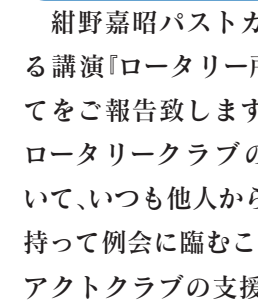 紺野嘉昭パストガ
る講演『ロータリー戸
てをご報告致します
ロータリークラブの
いて、いつも他人から
持って例会に臨むこ
アクトクラブの支援